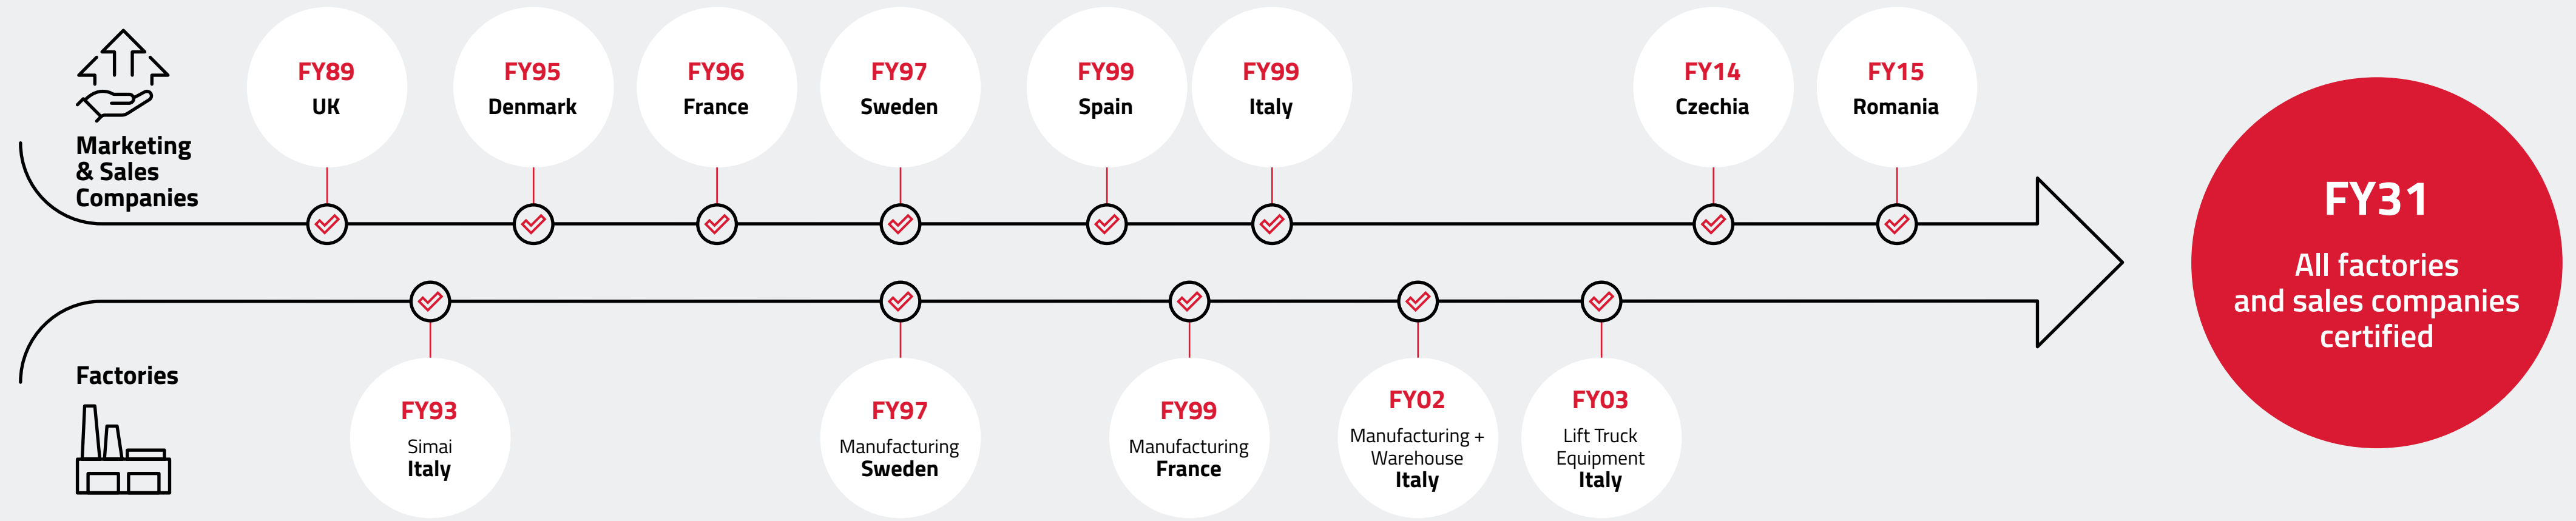 Marketing
& Sales
Companies
FY89
UK
FY95
Denmark
FY96
France
FY97
Sweden
FY99
Spain
FY99
Italy
FY14
Czechia
FY15
Romania
Factories
FY93
Simai
Italy
FY97
Manufacturing
Sweden
FY99
Manufacturing
France
FY02
Manufacturing +
Warehouse
Italy
FY03
Lift Truck
Equipment
Italy
FY31
All factories
and sales companies
certified